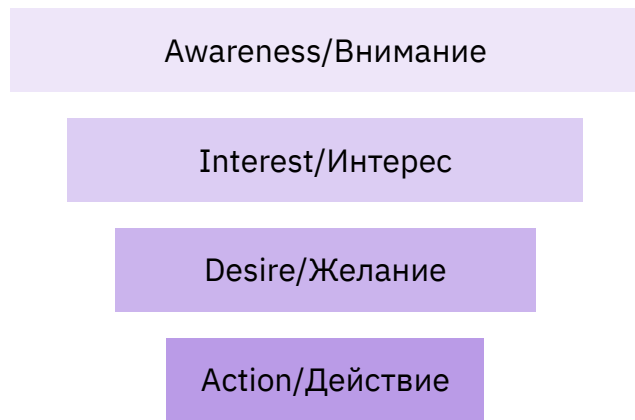 Awareness/Внимание
Interest/Интерес
Desire/Желание
Action/Действие